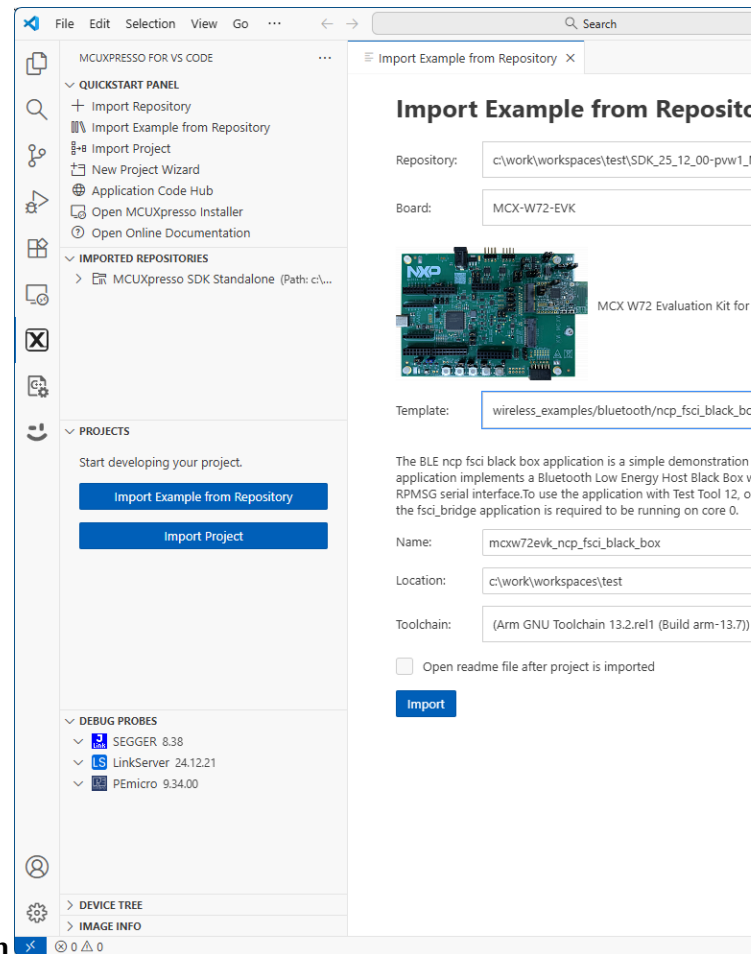 File Edit Selection View Go ··· Search
MCUXPRESSO FOR VS CODE ···
QUICKSTART PANEL
Import Repository
Import Example from Repository
Import Project
New Project Wizard
Application Code Hub
Open MCUXpresso Installer
Open Online Documentation
IMPORTED REPOSITORIES
MCUXpresso SDK Standalone (Path: c:\...
PROJECTS
Start developing your project.
Import Example from Repository
Import Project
DEBUG PROBES
J Link SEGGER 8.38
LS LinkServer 24.12.21
PEmicro 9.34.00
DEVICE TREE
IMAGE INFO
0 0
Import Example from Repository
Import Example from
Repository: c:\work\workspaces\test\SDK_25_12_00-pvw1_
Board: MCX-W72-EVK
NXP
MCX W72 Evaluation Kit for
Template: wireless_examples/bluetooth/ncp_fsci_black_
The BLE ncp fsci black box application is a simple demonstration
application implements a Bluetooth Low Energy Host Black Box
RPMSG serial interface.To use the application with Test Tool 12,
the fsci_bridge application is required to be running on core 0.
Name: mcxw72evk_ncp_fsci_black_box
Location: c:\work\workspaces\test
Toolchain: (Arm GNU Toolchain 13.2.rel1 (Build arm-13.7))
Open readme file after project is imported
Import